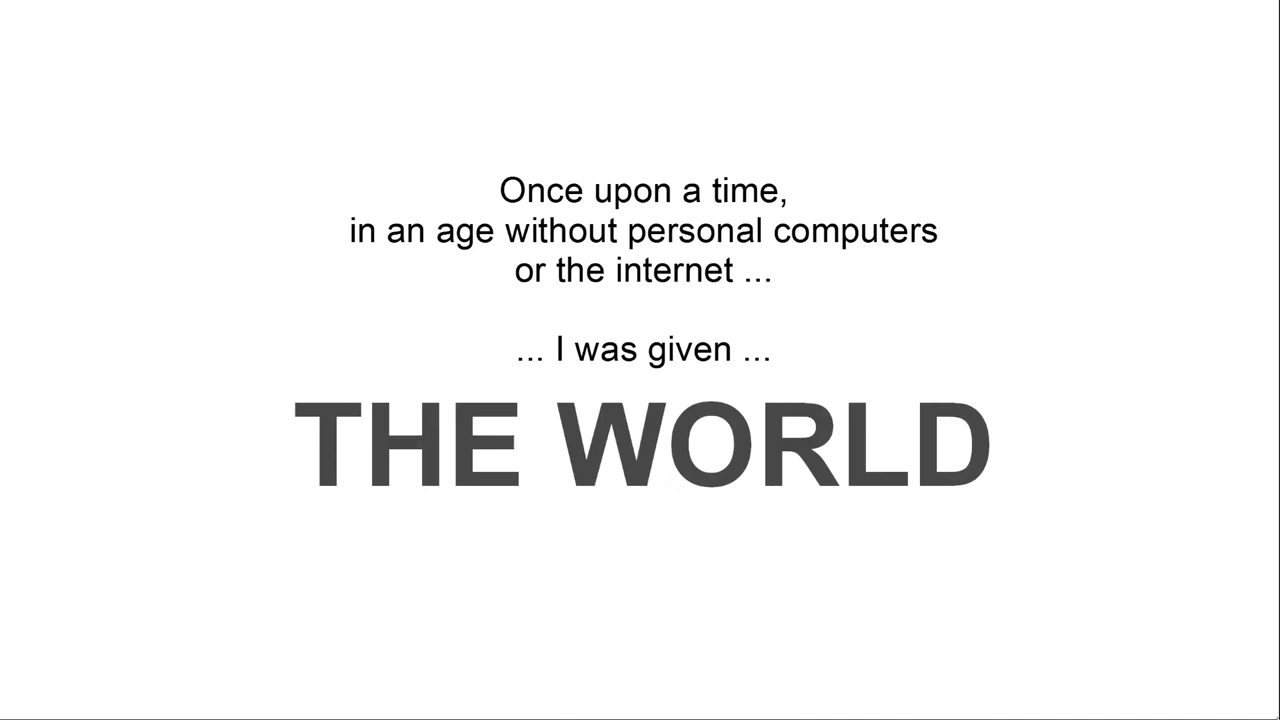 Once upon a time,
in an age without personal computers
or the internet ...
... I was given ...
THE WORLD